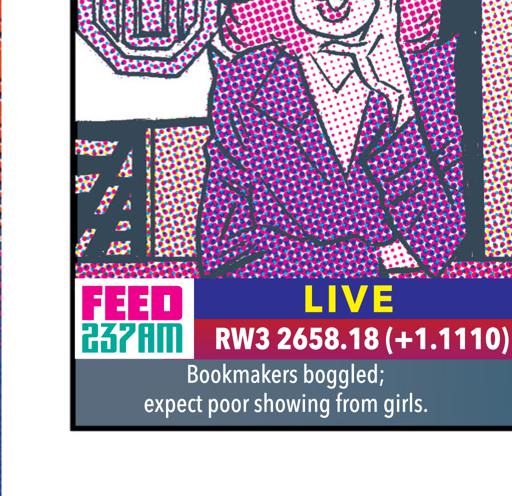 FEED
237AM
LIVE
RW3 2658.18 (+1.1110)
Bookmakers boggled;
expect poor showing from girls.